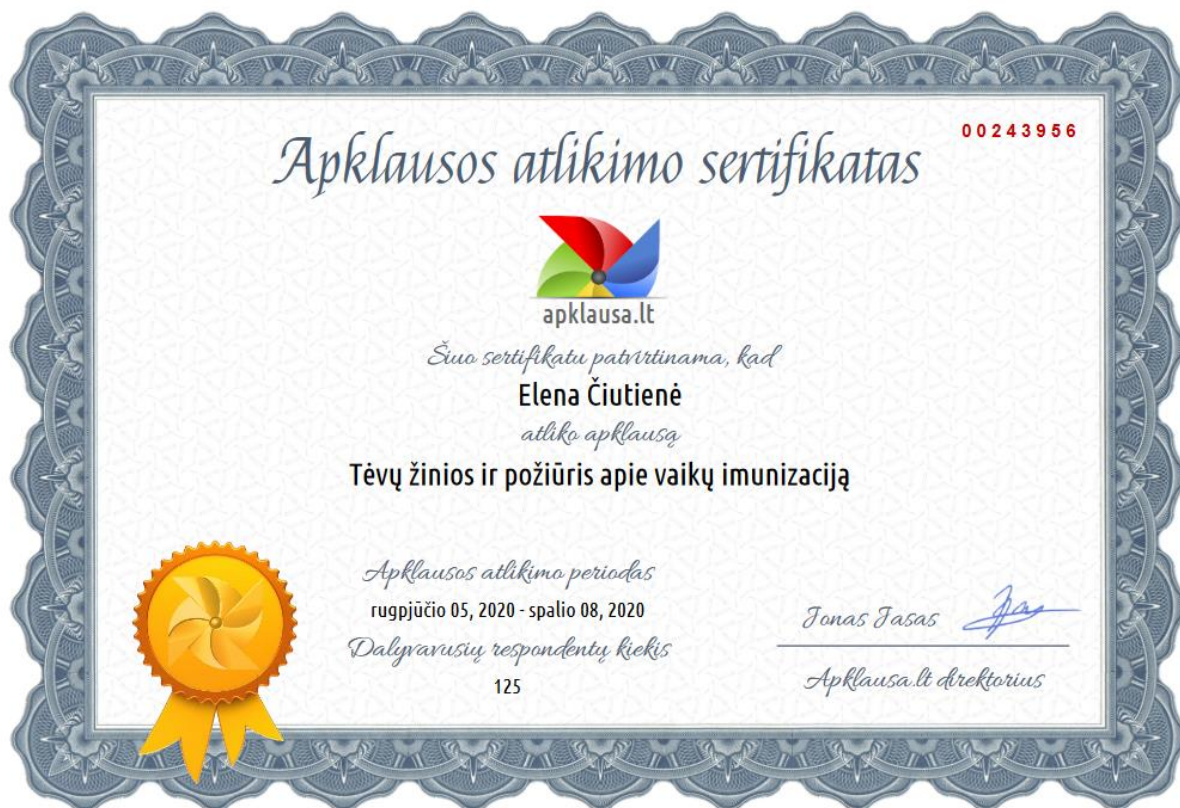 00243956
Apklausos atlikimo sertifikatas
apklausa.lt
Šiuo sertifikatu patvirtinama, kad
Elena Čiutienė
atliko apklausą
Tėvų žinios ir požiūris apie vaikų imunizaciją
Apklausos atlikimo periodas
rugpjūčio 05, 2020 - spalio 08, 2020
Dalyvavusių respondentų kiekis
125
Jonas Jasas
Apklausa.lt direktorius